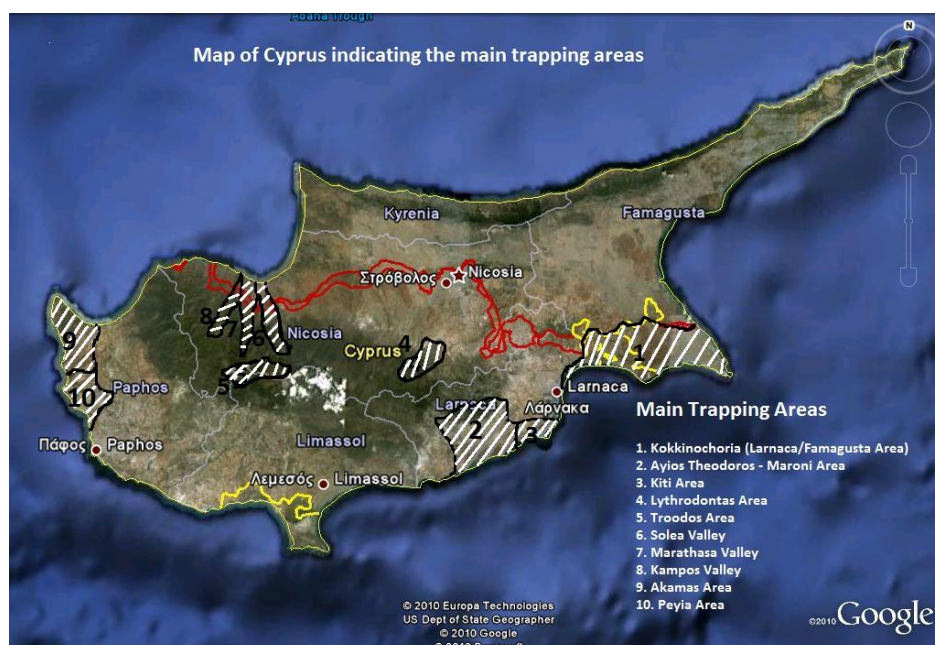 Adana Trough
N
Map of Cyprus indicating the main trapping areas
Kyrenia
Famagusta
Στρόβολος
Nicosia
8
7
6
Nicosia
9
Cyprus
4
1
5
Paphos
10
Larnaca
Larnaca
Λάρνακα
2
3
Πάφος
Paphos
Limassol
Λεμεσός
Limassol
Main Trapping Areas
1. Kokkinochoria (Larnaca/Famagusta Area)
2. Ayios Theodoros - Maroni Area
3. Kiti Area
4. Lythrodontas Area
5. Troodos Area
6. Solea Valley
7. Marathasa Valley
8. Kampos Valley
9. Akamas Area
10. Peyia Area
© 2010 Europa Technologies
US Dept of State Geographer
© 2010 Google
©2010 Google